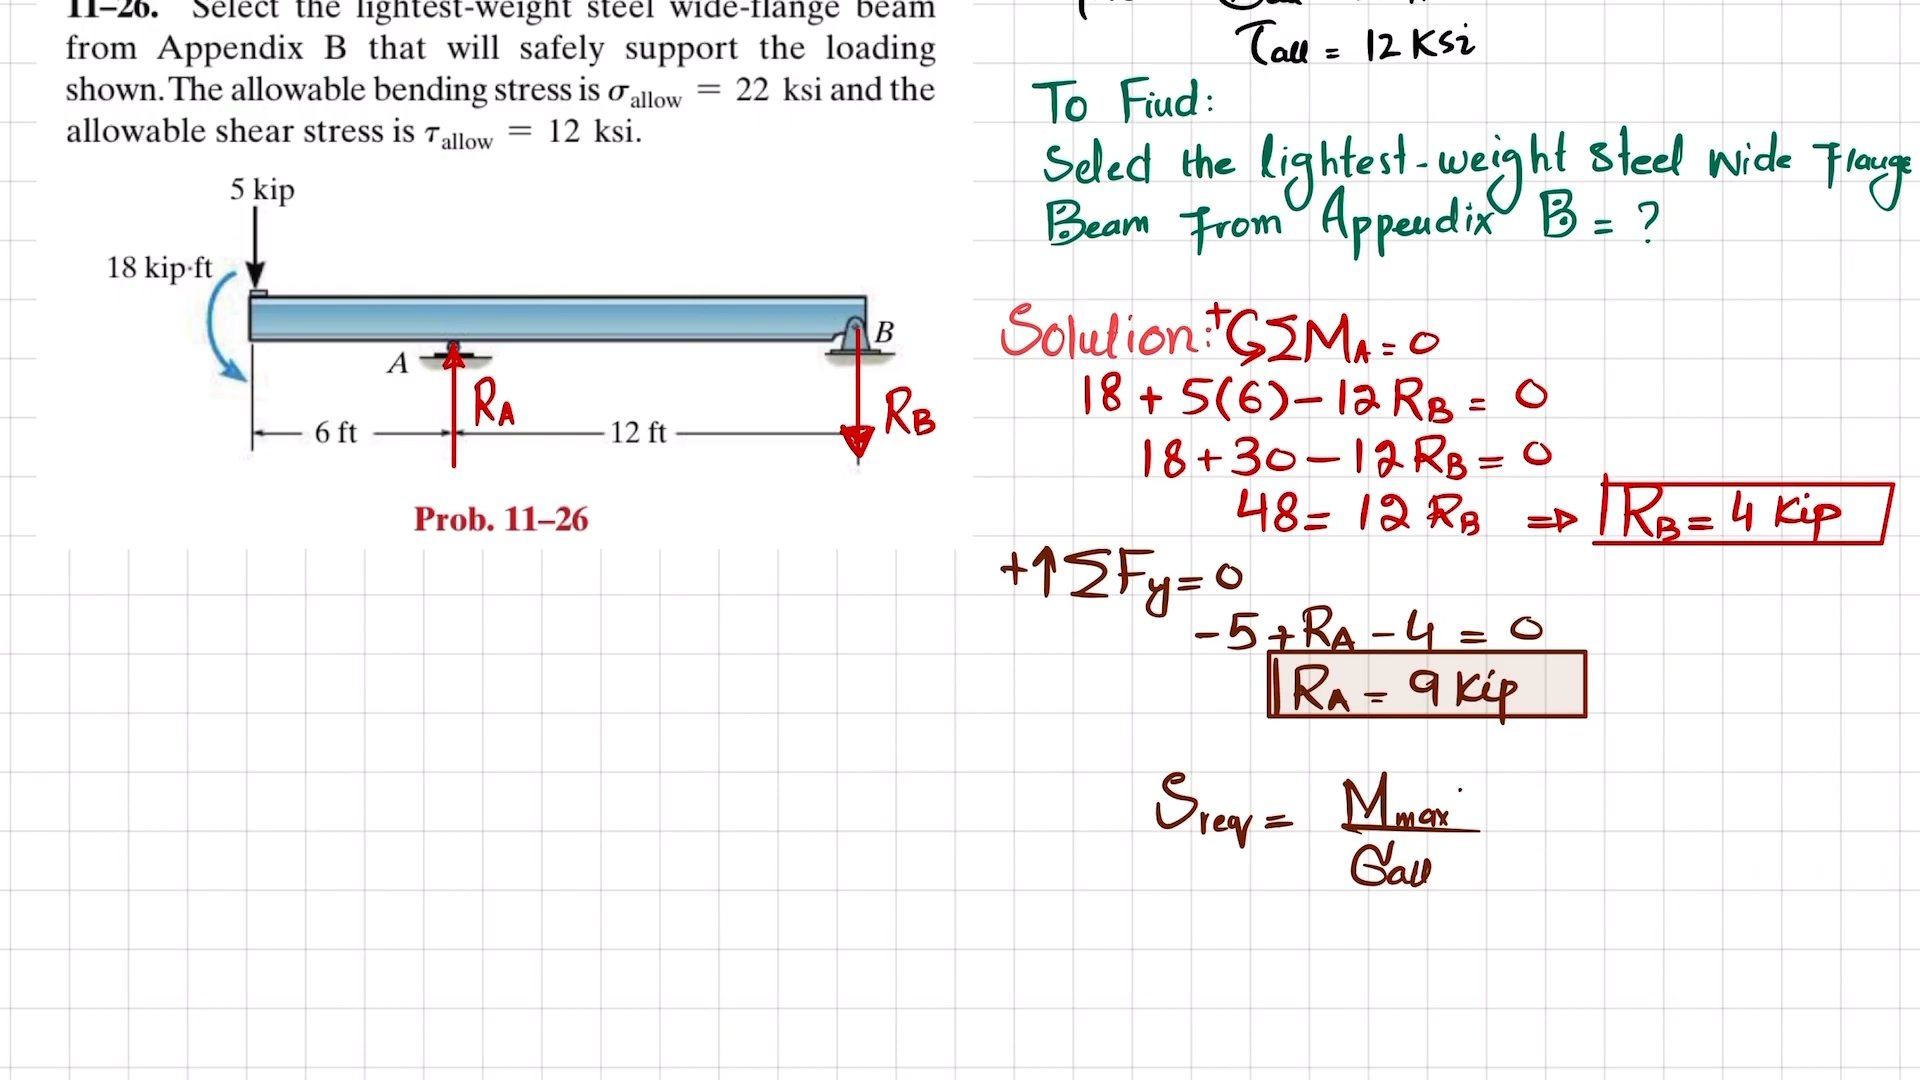 11–26. Select the lightest-weight steel wide-flange beam
from Appendix B that will safely support the loading
shown. The allowable bending stress is σallow = 22 ksi and the
allowable shear stress is τallow = 12 ksi.
5 kip
18 kip·ft
A
B
RA
RB
6 ft
12 ft
Prob. 11–26
τall = 12 Ksi
To Find:
Seled the lightest-weight steel wide Flange
Beam From Appendix B = ?
Solution: +↺ΣMA = 0
18 + 5(6) - 12 RB = 0
18 + 30 - 12 RB = 0
48 = 12 RB ⇒ RB = 4 Kip
+↑ΣFy = 0
-5 + RA - 4 = 0
RA = 9 Kip
Sreq = Mmax
σall